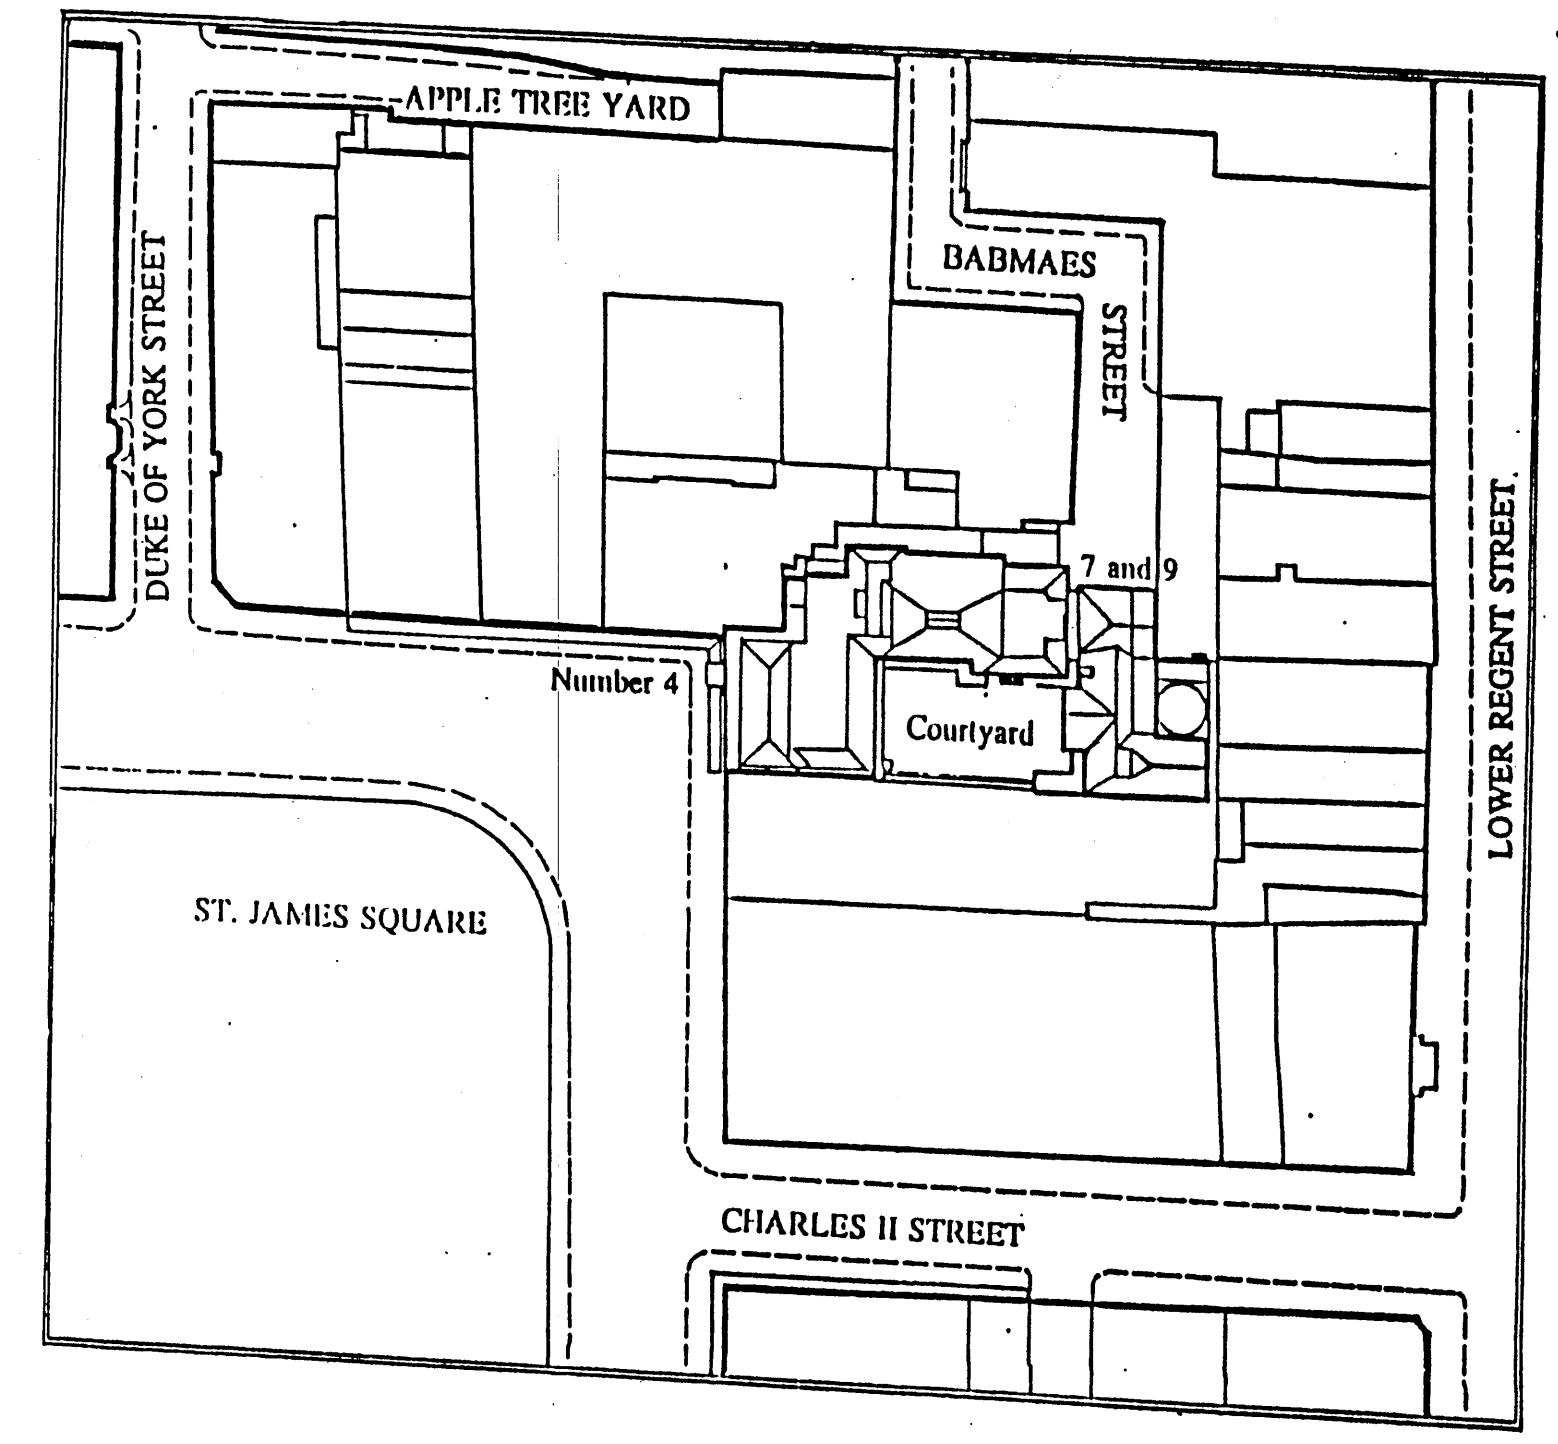 APPLE TREE YARD
DUKE OF YORK STREET
BABMAES
STREET
7 and 9
Number 4
Courtyard
LOWER REGENT STREET.
ST. JAMES SQUARE
CHARLES II STREET